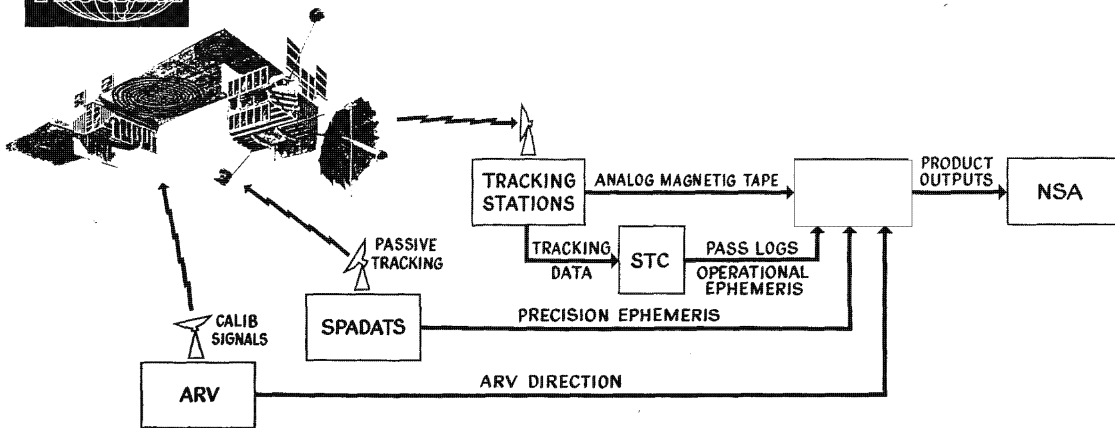 TRACKING
STATIONS
ANALOG MAGNETIG TAPE
PRODUCT
OUTPUTS
NSA
TRACKING
DATA
STC
PASS LOGS
OPERATIONAL
EPHEMERIS
PASSIVE
TRACKING
SPADATS
PRECISION EPHEMERIS
CALIB
SIGNALS
ARV
ARV DIRECTION